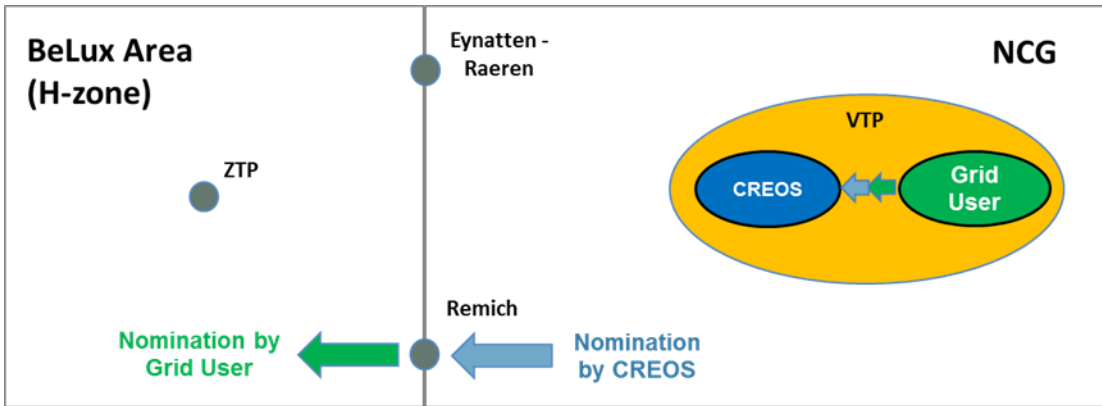 BeLux Area
(H-zone)
Eynatten -
Raeren
NCG
VTP
ZTP
CREOS
Grid
User
Remich
Nomination by
Grid User
Nomination
by CREOS